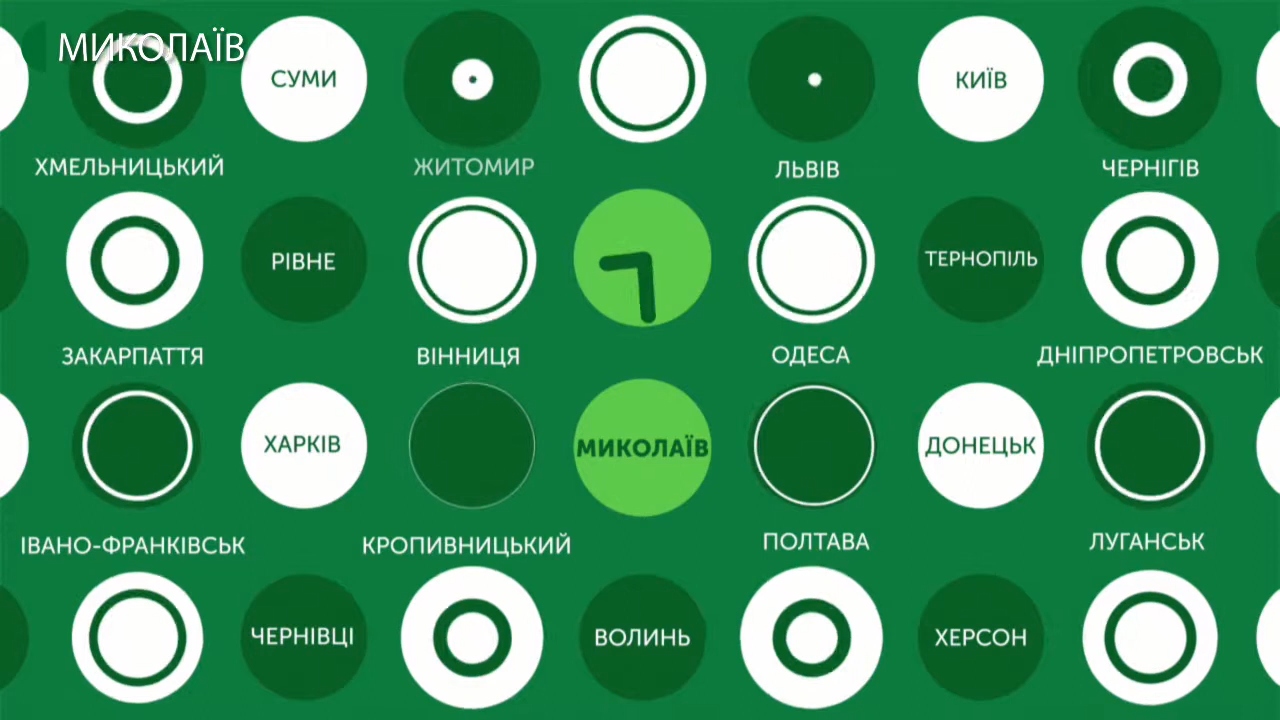 МИКОЛАЇВ
СУМИ
КИЇВ
ХМЕЛЬНИЦЬКИЙ
ЖИТОМИР
ЛЬВІВ
ЧЕРНІГІВ
РІВНЕ
ТЕРНОПІЛЬ
ЗАКАРПАТТЯ
ВІННИЦЯ
ОДЕСА
ДНІПРОПЕТРОВСЬК
ХАРКІВ
МИКОЛАЇВ
ДОНЕЦЬК
ІВАНО-ФРАНКІВСЬК
КРОПИВНИЦЬКИЙ
ПОЛТАВА
ЛУГАНСЬК
ЧЕРНІВЦІ
ВОЛИНЬ
ХЕРСОН